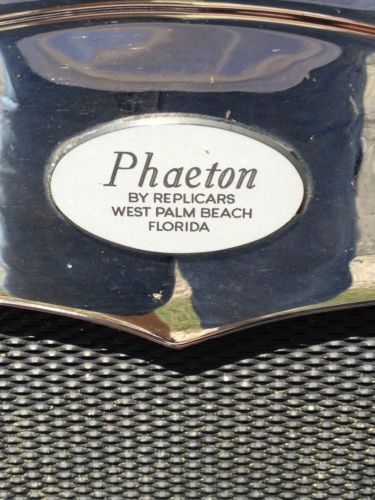 Phaeton
BY REPLICARS
WEST PALM BEACH
FLORIDA